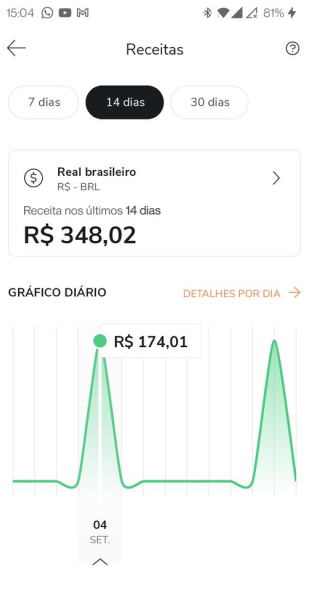 15:04 81%
Receitas
7 dias 14 dias 30 dias
Real brasileiro
R$ - BRL
Receita nos últimos 14 dias
R$ 348,02
GRÁFICO DIÁRIO DETALHES POR DIA
R$ 174,01
04
SET.